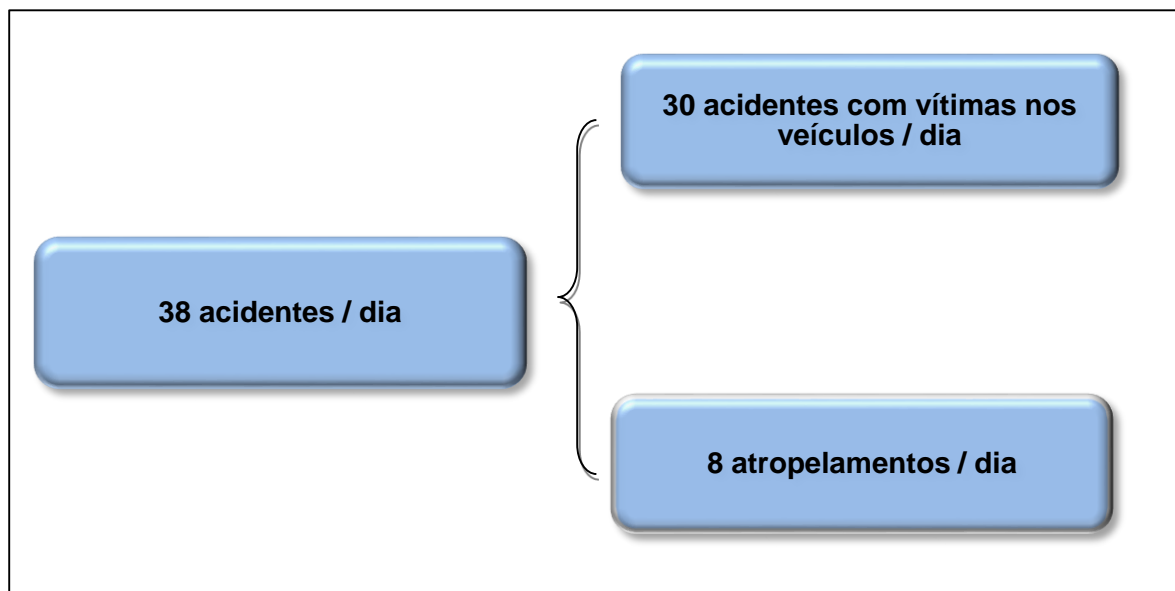 38 acidentes / dia
30 acidentes com vítimas nos
veículos / dia
8 atropelamentos / dia